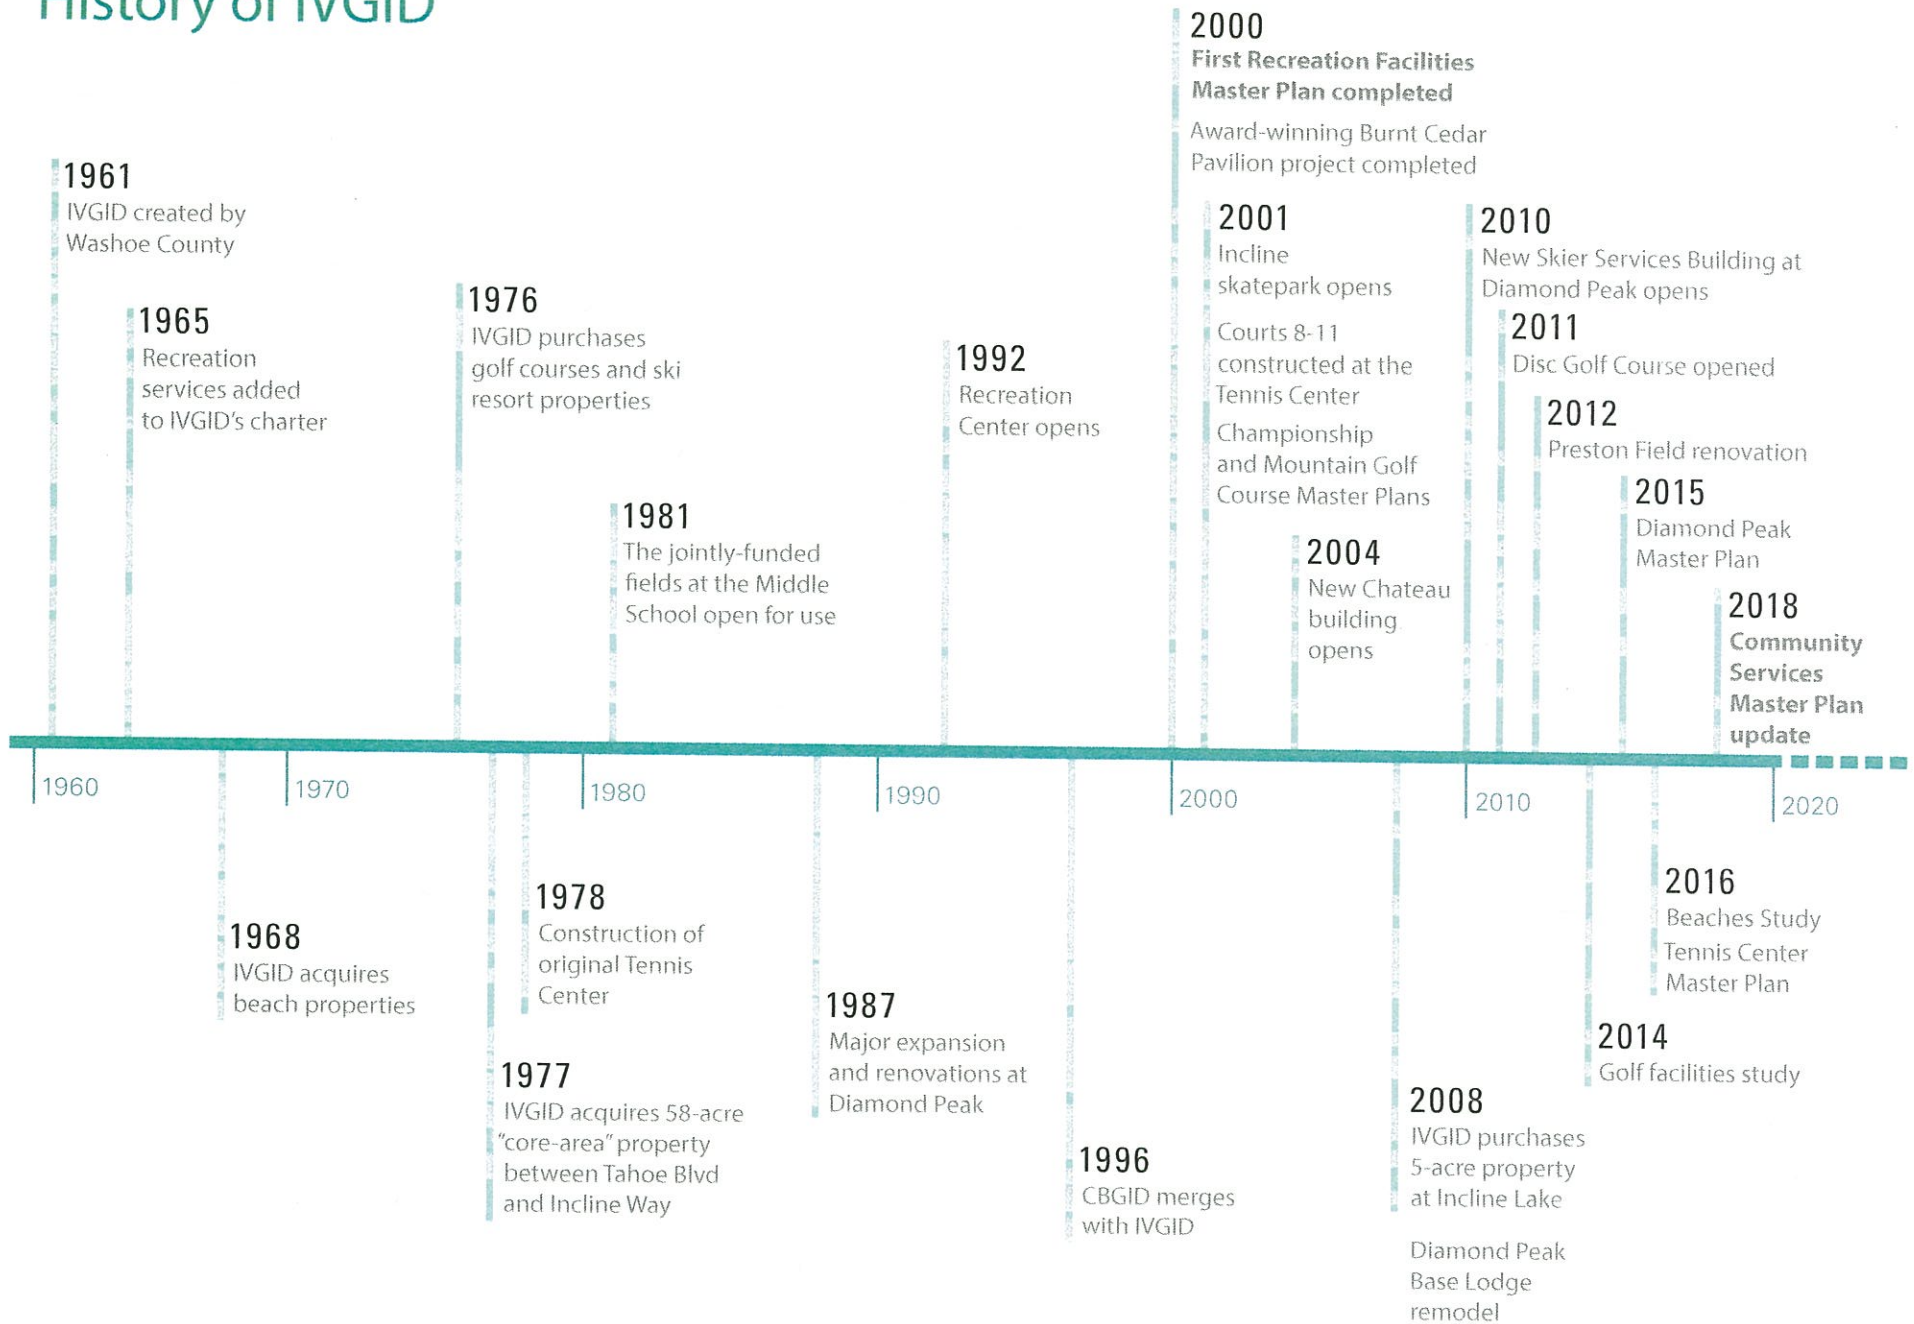 History of IVGID
2000
First Recreation Facilities
Master Plan completed
Award-winning Burnt Cedar
Pavilion project completed
1961
IVGID created by
Washoe County
1965
Recreation
services added
to IVGID's charter
1976
IVGID purchases
golf courses and ski
resort properties
1981
The jointly-funded
fields at the Middle
School open for use
1992
Recreation
Center opens
2001
Incline
skatepark opens
Courts 8-11
constructed at the
Tennis Center
Championship
and Mountain Golf
Course Master Plans
2004
New Chateau
building
opens
2010
New Skier Services Building at
Diamond Peak opens
2011
Disc Golf Course opened
2012
Preston Field renovation
2015
Diamond Peak
Master Plan
2018
Community
Services
Master Plan
update
1960
1970
1980
1990
2000
2010
2020
1968
IVGID acquires
beach properties
1978
Construction of
original Tennis
Center
1977
IVGID acquires 58-acre
"core-area" property
between Tahoe Blvd
and Incline Way
1987
Major expansion
and renovations at
Diamond Peak
1996
CBGID merges
with IVGID
2008
IVGID purchases
5-acre property
at Incline Lake
Diamond Peak
Base Lodge
remodel
2014
Golf facilities study
2016
Beaches Study
Tennis Center
Master Plan